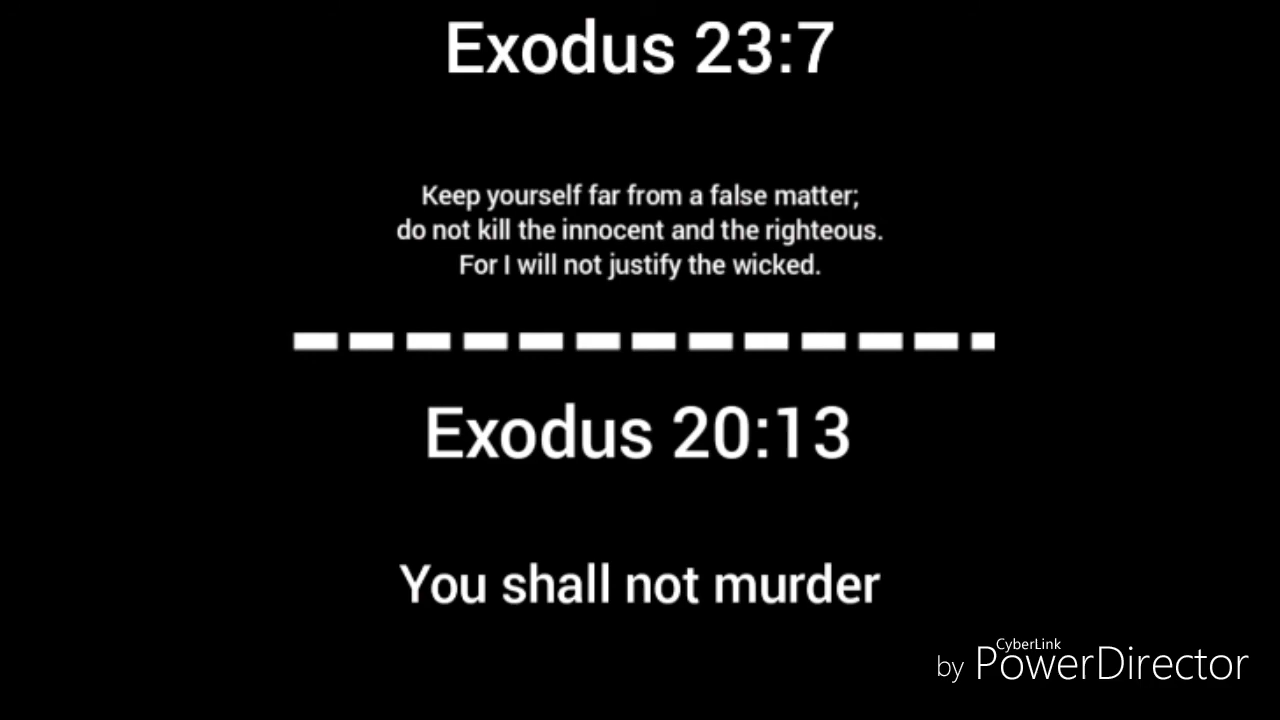 Exodus 23:7
Keep yourself far from a false matter;
do not kill the innocent and the righteous.
For I will not justify the wicked.
Exodus 20:13
You shall not murder
CyberLink
by PowerDirector